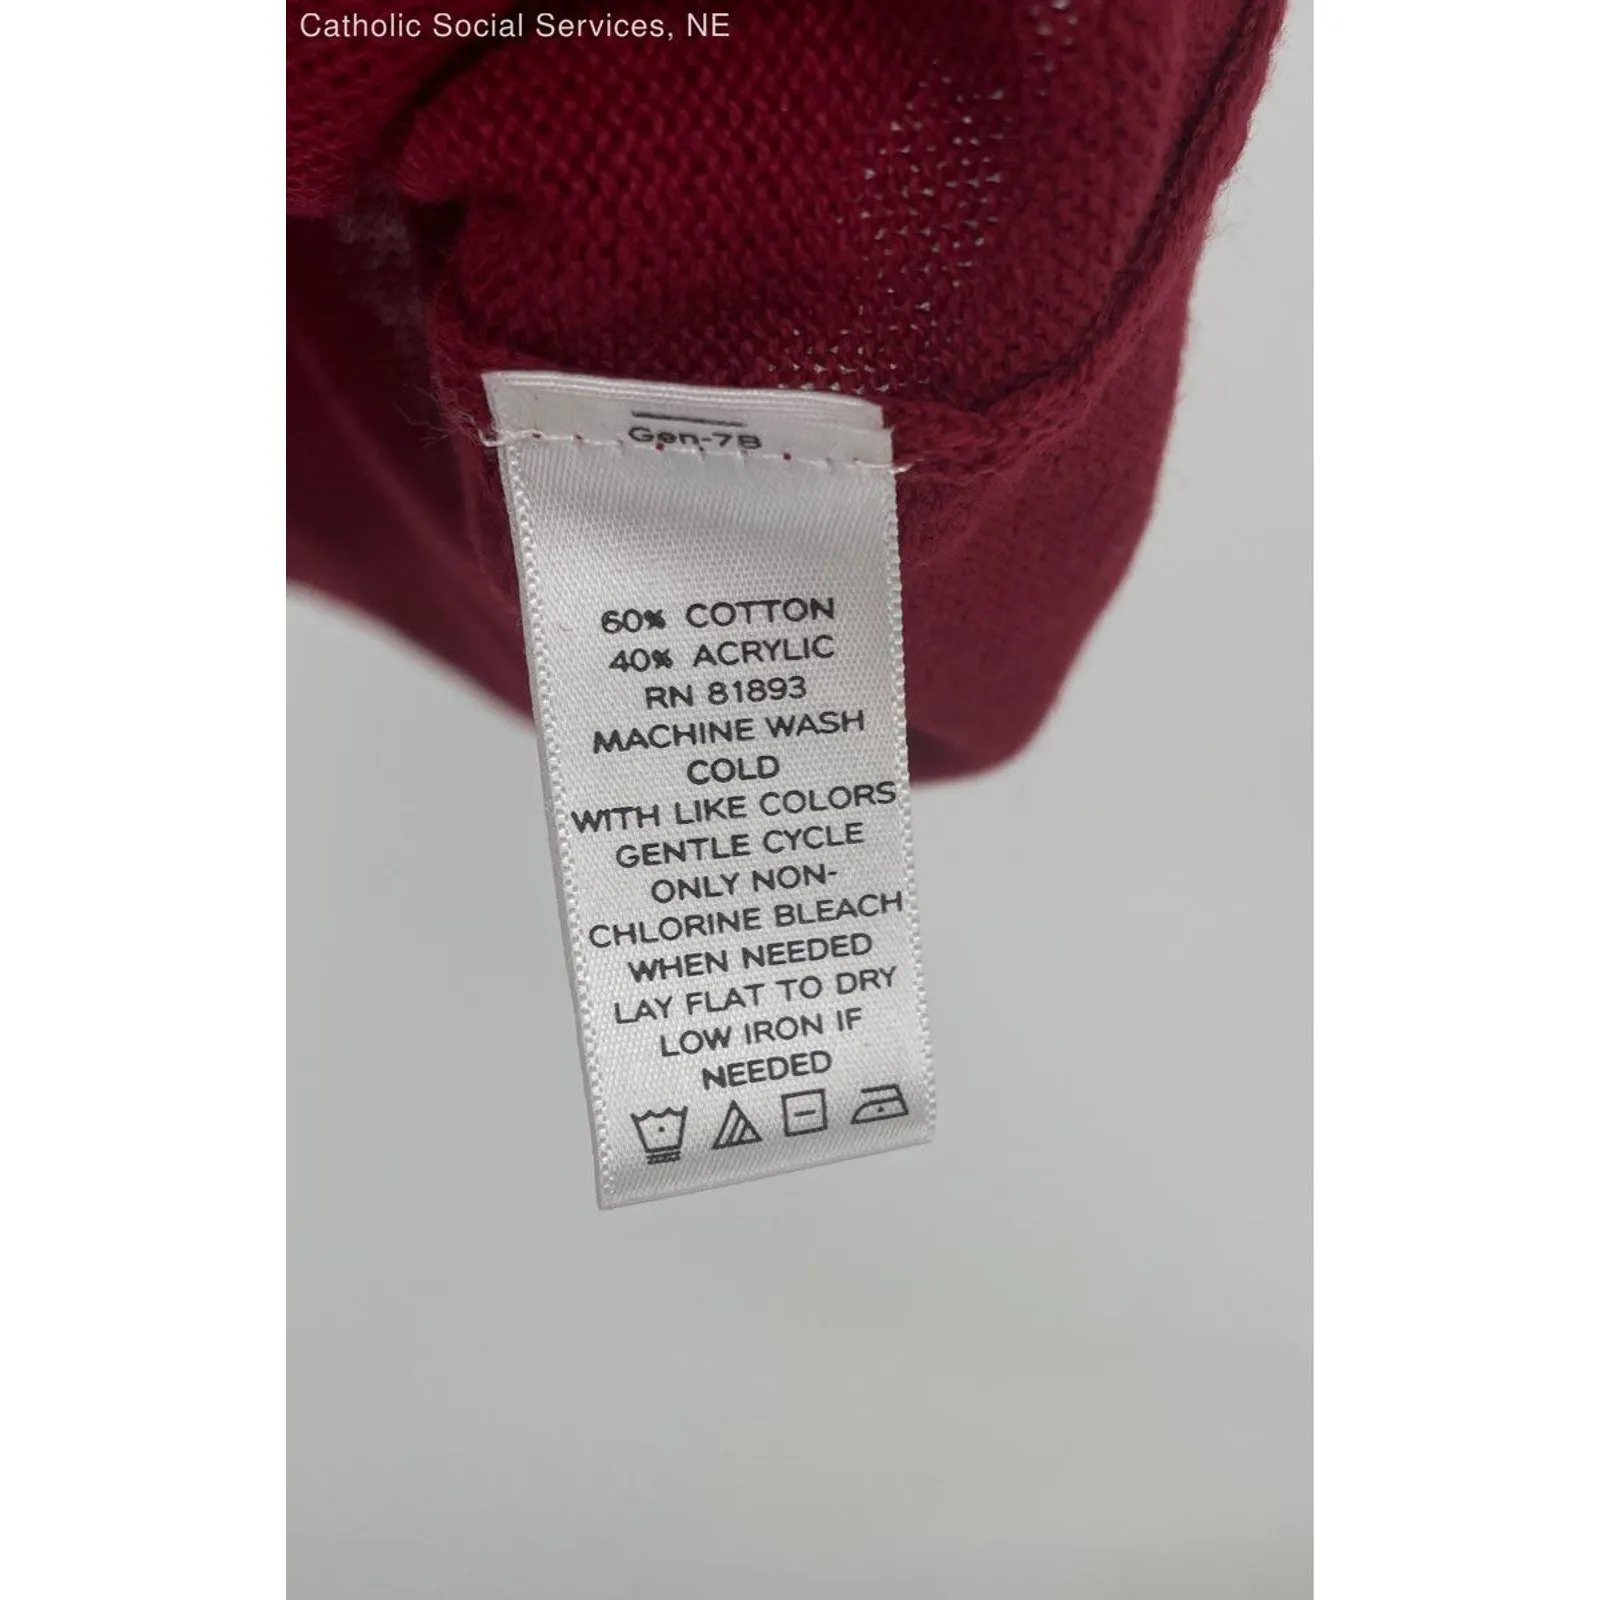 Catholic Social Services, NE
Gen-7B
60% COTTON
40% ACRYLIC
RN 81893
MACHINE WASH
COLD
WITH LIKE COLORS
GENTLE CYCLE
ONLY NON-
CHLORINE BLEACH
WHEN NEEDED
LAY FLAT TO DRY
LOW IRON IF
NEEDED